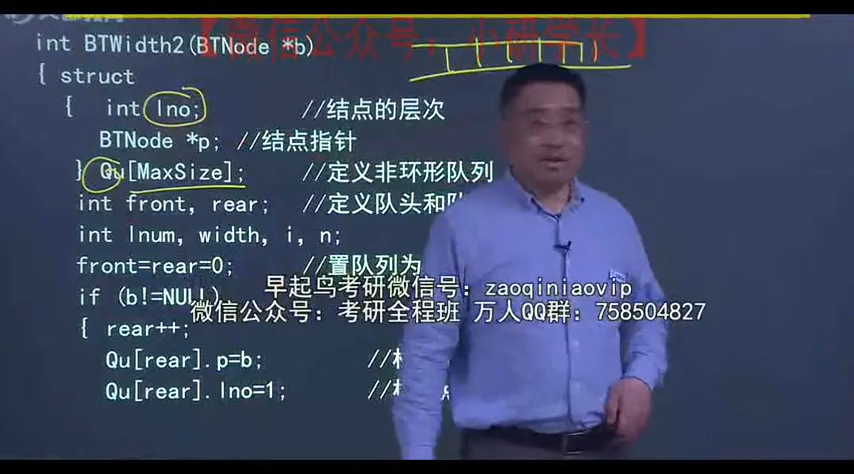 【微信公众号:小研学长】
int BTWidth2(BTNode *b)
{ struct
{ int lno; //结点的层次
BTNode *p; //结点指针
} Qu[MaxSize]; //定义非环形队列
int front, rear; //定义队头和队
int lnum, width, i, n;
front=rear=0; //置队列为
if (b!=NULL)
早起鸟考研微信号:zaoqiniaovip
微信公众号:考研全程班 万人QQ群:758504827
{ rear++;
Qu[rear].p=b; //
Qu[rear].lno=1; //